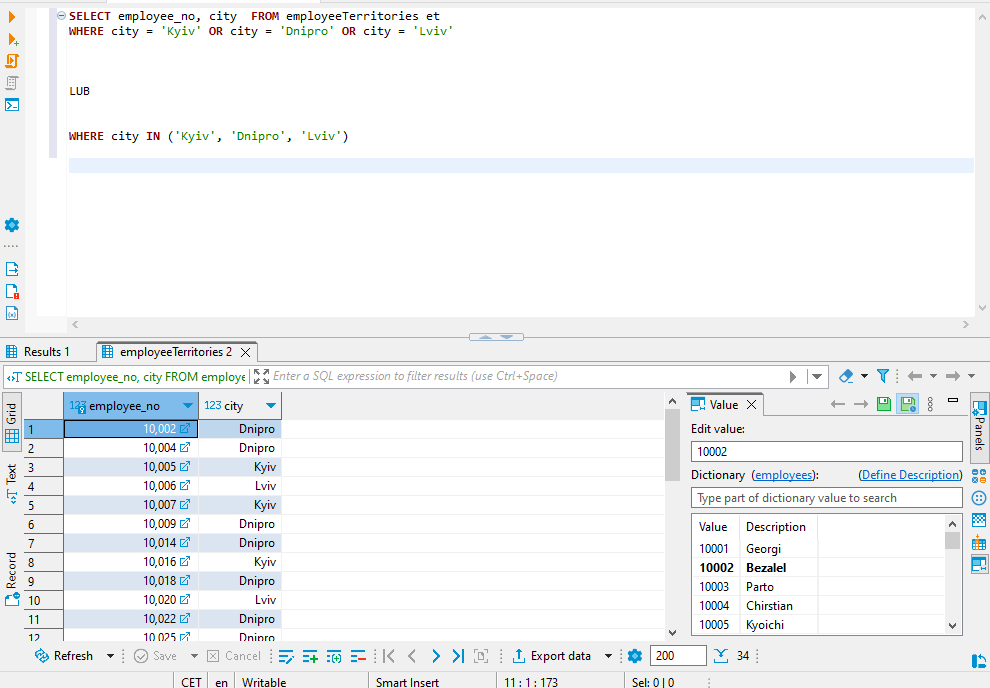 SELECT employee_no, city  FROM employeeTerritories et
WHERE city = 'Kyiv' OR city = 'Dnipro' OR city = 'Lviv'
LUB
WHERE city IN ('Kyiv', 'Dnipro', 'Lviv')
Results 1
employeeTerritories 2
SELECT employee_no, city FROM employe
Enter a SQL expression to filter results (use Ctrl+Space)
Grid
Text
Record
123 employee_no
123 city
1 10,002 Dnipro
2 10,004 Dnipro
3 10,005 Kyiv
4 10,006 Lviv
5 10,007 Kyiv
6 10,009 Dnipro
7 10,014 Dnipro
8 10,016 Kyiv
9 10,018 Dnipro
10 10,020 Lviv
11 10,022 Dnipro
12 10,025 Dnipro
Value
Edit value:
10002
Dictionary (employees):
(Define Description)
Type part of dictionary value to search
Value Description
10001 Georgi
10002 Bezalel
10003 Parto
10004 Chirstian
10005 Kyoichi
Panels
Refresh
Save
Cancel
Export data
200
34
CET
en
Writable
Smart Insert
11 : 1 : 173
Sel: 0 | 0